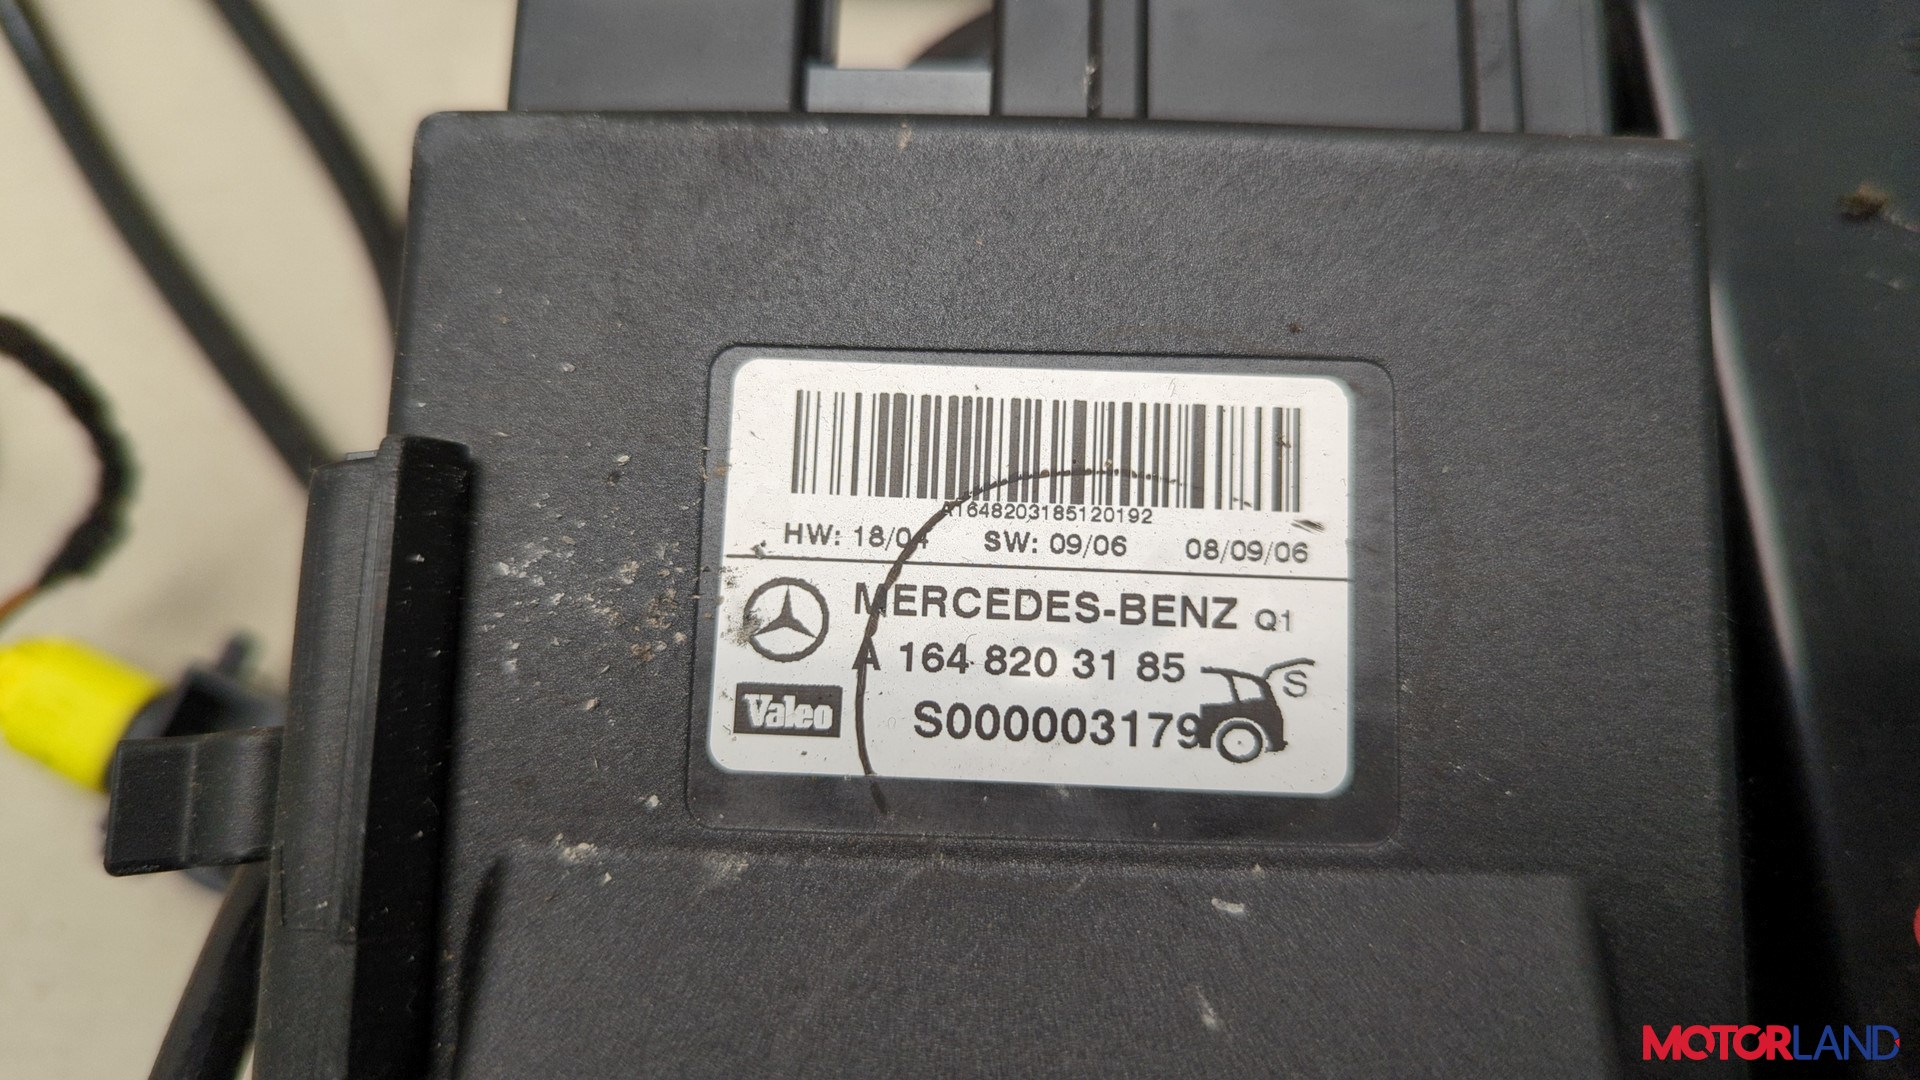 A1648203185120192
HW: 18/04 SW: 09/06 08/09/06
MERCEDES-BENZ Q1
A 164 820 31 85
S
Valeo
S000003179
MOTORLAND